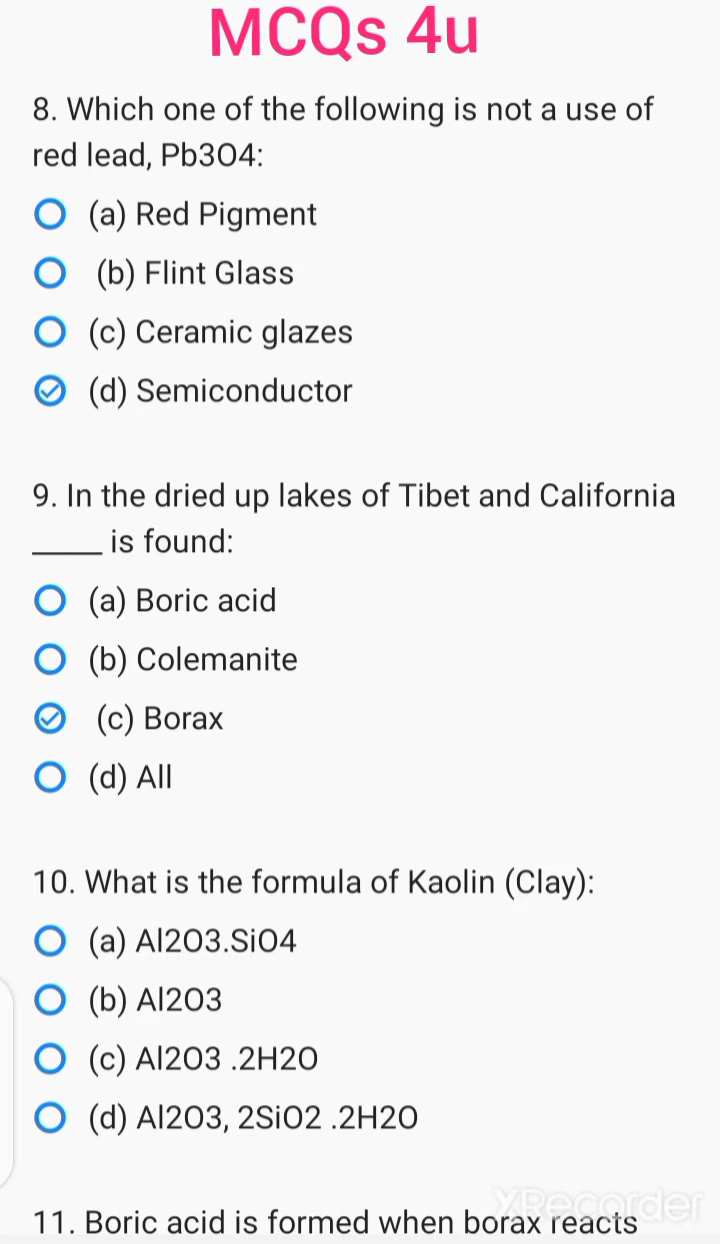 MCQs 4u
8. Which one of the following is not a use of
red lead, Pb3O4:
(a) Red Pigment
(b) Flint Glass
(c) Ceramic glazes
(d) Semiconductor
9. In the dried up lakes of Tibet and California
____ is found:
(a) Boric acid
(b) Colemanite
(c) Borax
(d) All
10. What is the formula of Kaolin (Clay):
(a) Al2O3.SiO4
(b) Al2O3
(c) Al2O3 .2H2O
(d) Al2O3, 2SiO2 .2H2O
XRecorder
11. Boric acid is formed when borax reacts